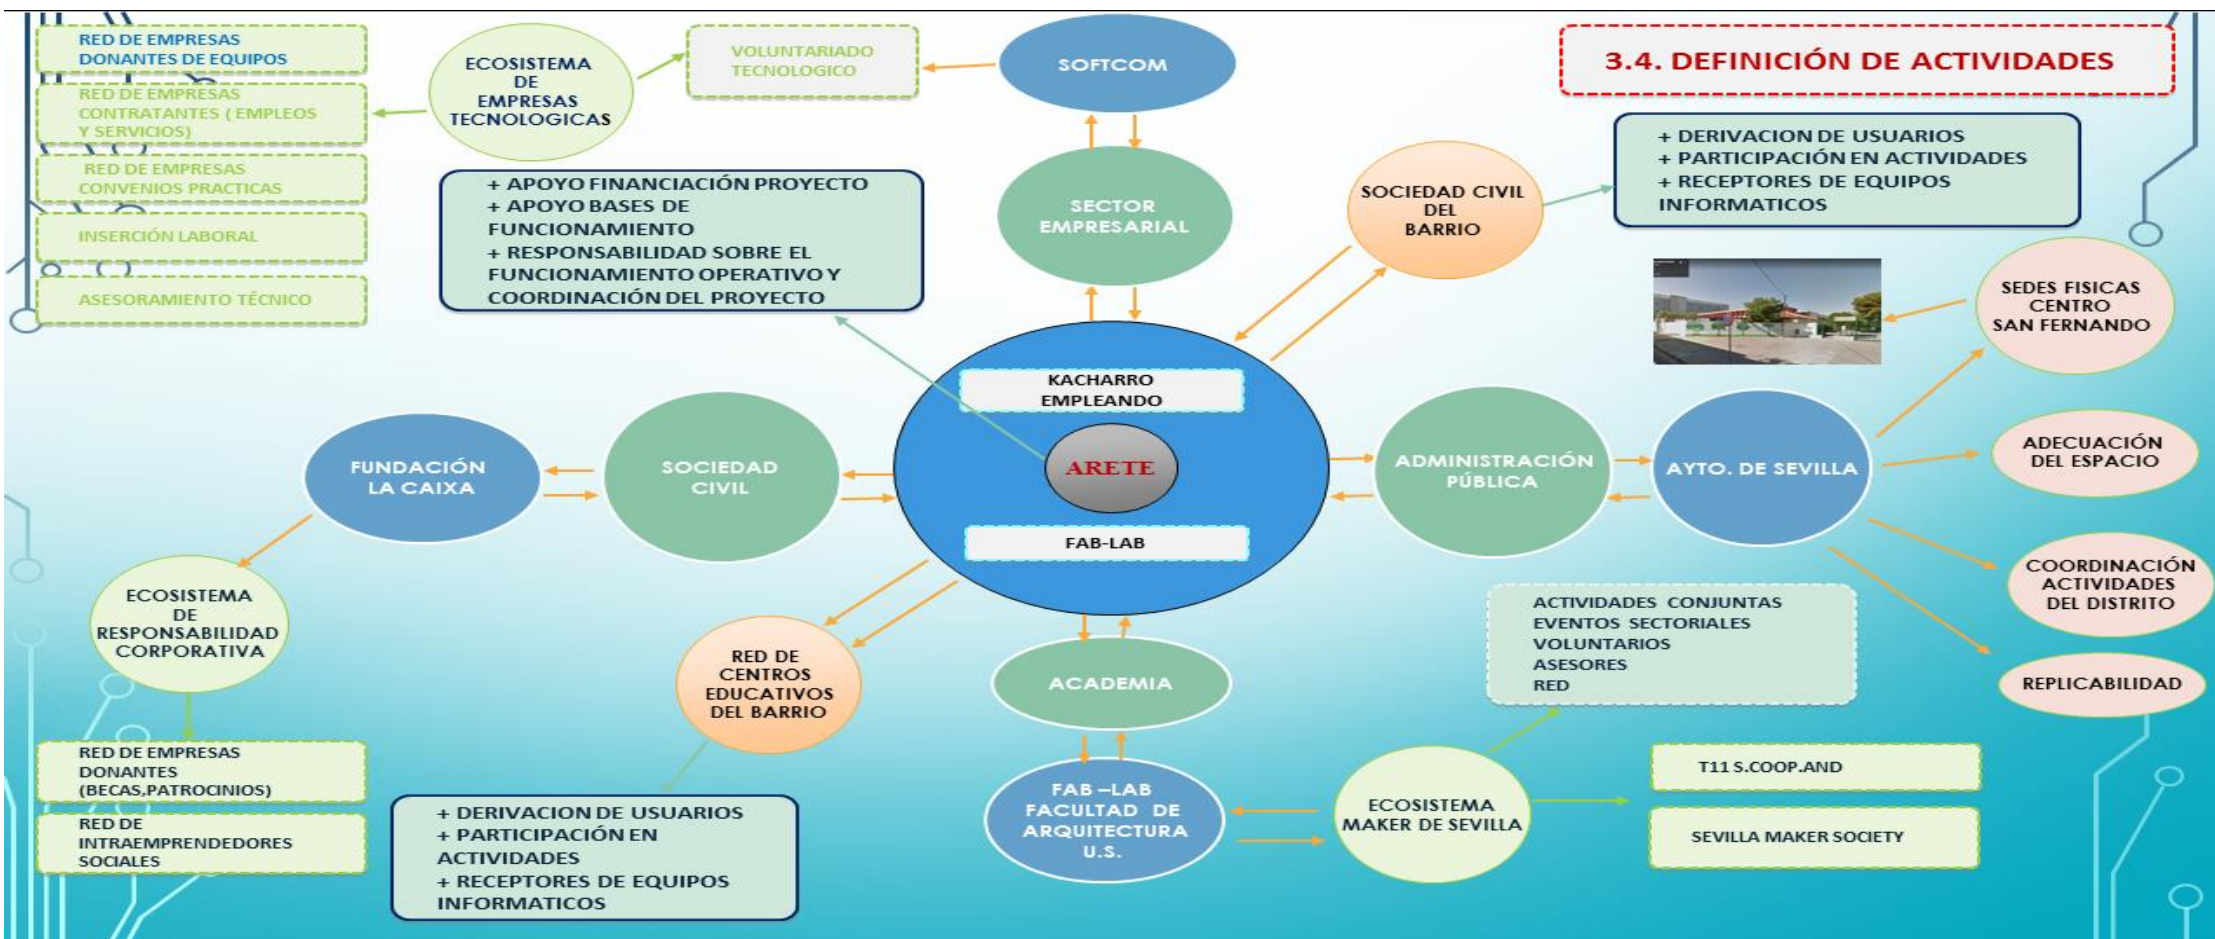 RED DE EMPRESAS
DONANTES DE EQUIPOS
RED DE EMPRESAS
CONTRATANTES ( EMPLEOS
Y SERVICIOS)
RED DE EMPRESAS
CONVENIOS PRACTICAS
INSERCIÓN LABORAL
ASESORAMIENTO TÉCNICO
ECOSISTEMA
DE
EMPRESAS
TECNOLOGICAS
VOLUNTARIADO
TECNOLOGICO
SOFTCOM
3.4. DEFINICIÓN DE ACTIVIDADES
+ APOYO FINANCIACIÓN PROYECTO
+ APOYO BASES DE
FUNCIONAMIENTO
+ RESPONSABILIDAD SOBRE EL
FUNCIONAMIENTO OPERATIVO Y
COORDINACIÓN DEL PROYECTO
SECTOR
EMPRESARIAL
SOCIEDAD CIVIL
DEL
BARRIO
+ DERIVACION DE USUARIOS
+ PARTICIPACIÓN EN ACTIVIDADES
+ RECEPTORES DE EQUIPOS
INFORMATICOS
SEDES FISICAS
CENTRO
SAN FERNANDO
KACHARRO
EMPLEANDO
ARETE
FAB-LAB
FUNDACIÓN
LA CAIXA
SOCIEDAD
CIVIL
ADMINISTRACIÓN
PÚBLICA
AYTO. DE SEVILLA
ADECUACIÓN
DEL ESPACIO
COORDINACIÓN
ACTIVIDADES
DEL DISTRITO
REPLICABILIDAD
ECOSISTEMA
DE
RESPONSABILIDAD
CORPORATIVA
RED DE EMPRESAS
DONANTES
(BECAS,PATROCINIOS)
RED DE
INTRAEMPRENDEDORES
SOCIALES
RED DE
CENTROS
EDUCATIVOS
DEL BARRIO
+ DERIVACION DE USUARIOS
+ PARTICIPACIÓN EN
ACTIVIDADES
+ RECEPTORES DE EQUIPOS
INFORMATICOS
ACADEMIA
FAB –LAB
FACULTAD DE
ARQUITECTURA
U.S.
ECOSISTEMA
MAKER DE SEVILLA
ACTIVIDADES CONJUNTAS
EVENTOS SECTORIALES
VOLUNTARIOS
ASESORES
RED
T11 S.COOP.AND
SEVILLA MAKER SOCIETY